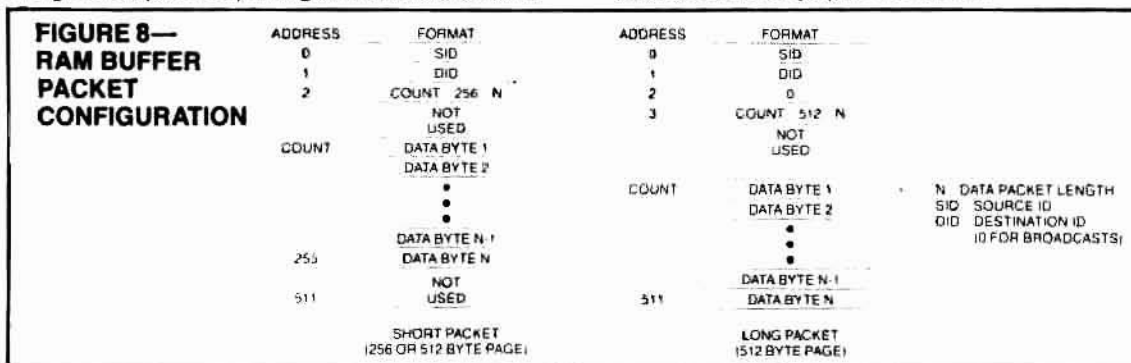 FIGURE 8—
RAM BUFFER
PACKET
CONFIGURATION
ADDRESS FORMAT
0 SID
1 DID
2 COUNT 256 N
NOT
USED
COUNT DATA BYTE 1
DATA BYTE 2
DATA BYTE N-1
255 DATA BYTE N
NOT
511 USED
SHORT PACKET
(256 OR 512 BYTE PAGE)
ADDRESS FORMAT
0 SID
1 DID
2 0
3 COUNT 512 N
NOT
USED
COUNT DATA BYTE 1
DATA BYTE 2
DATA BYTE N-1
511 DATA BYTE N
LONG PACKET
(512 BYTE PAGE)
N DATA PACKET LENGTH
SID SOURCE ID
DID DESTINATION ID
(0 FOR BROADCASTS)